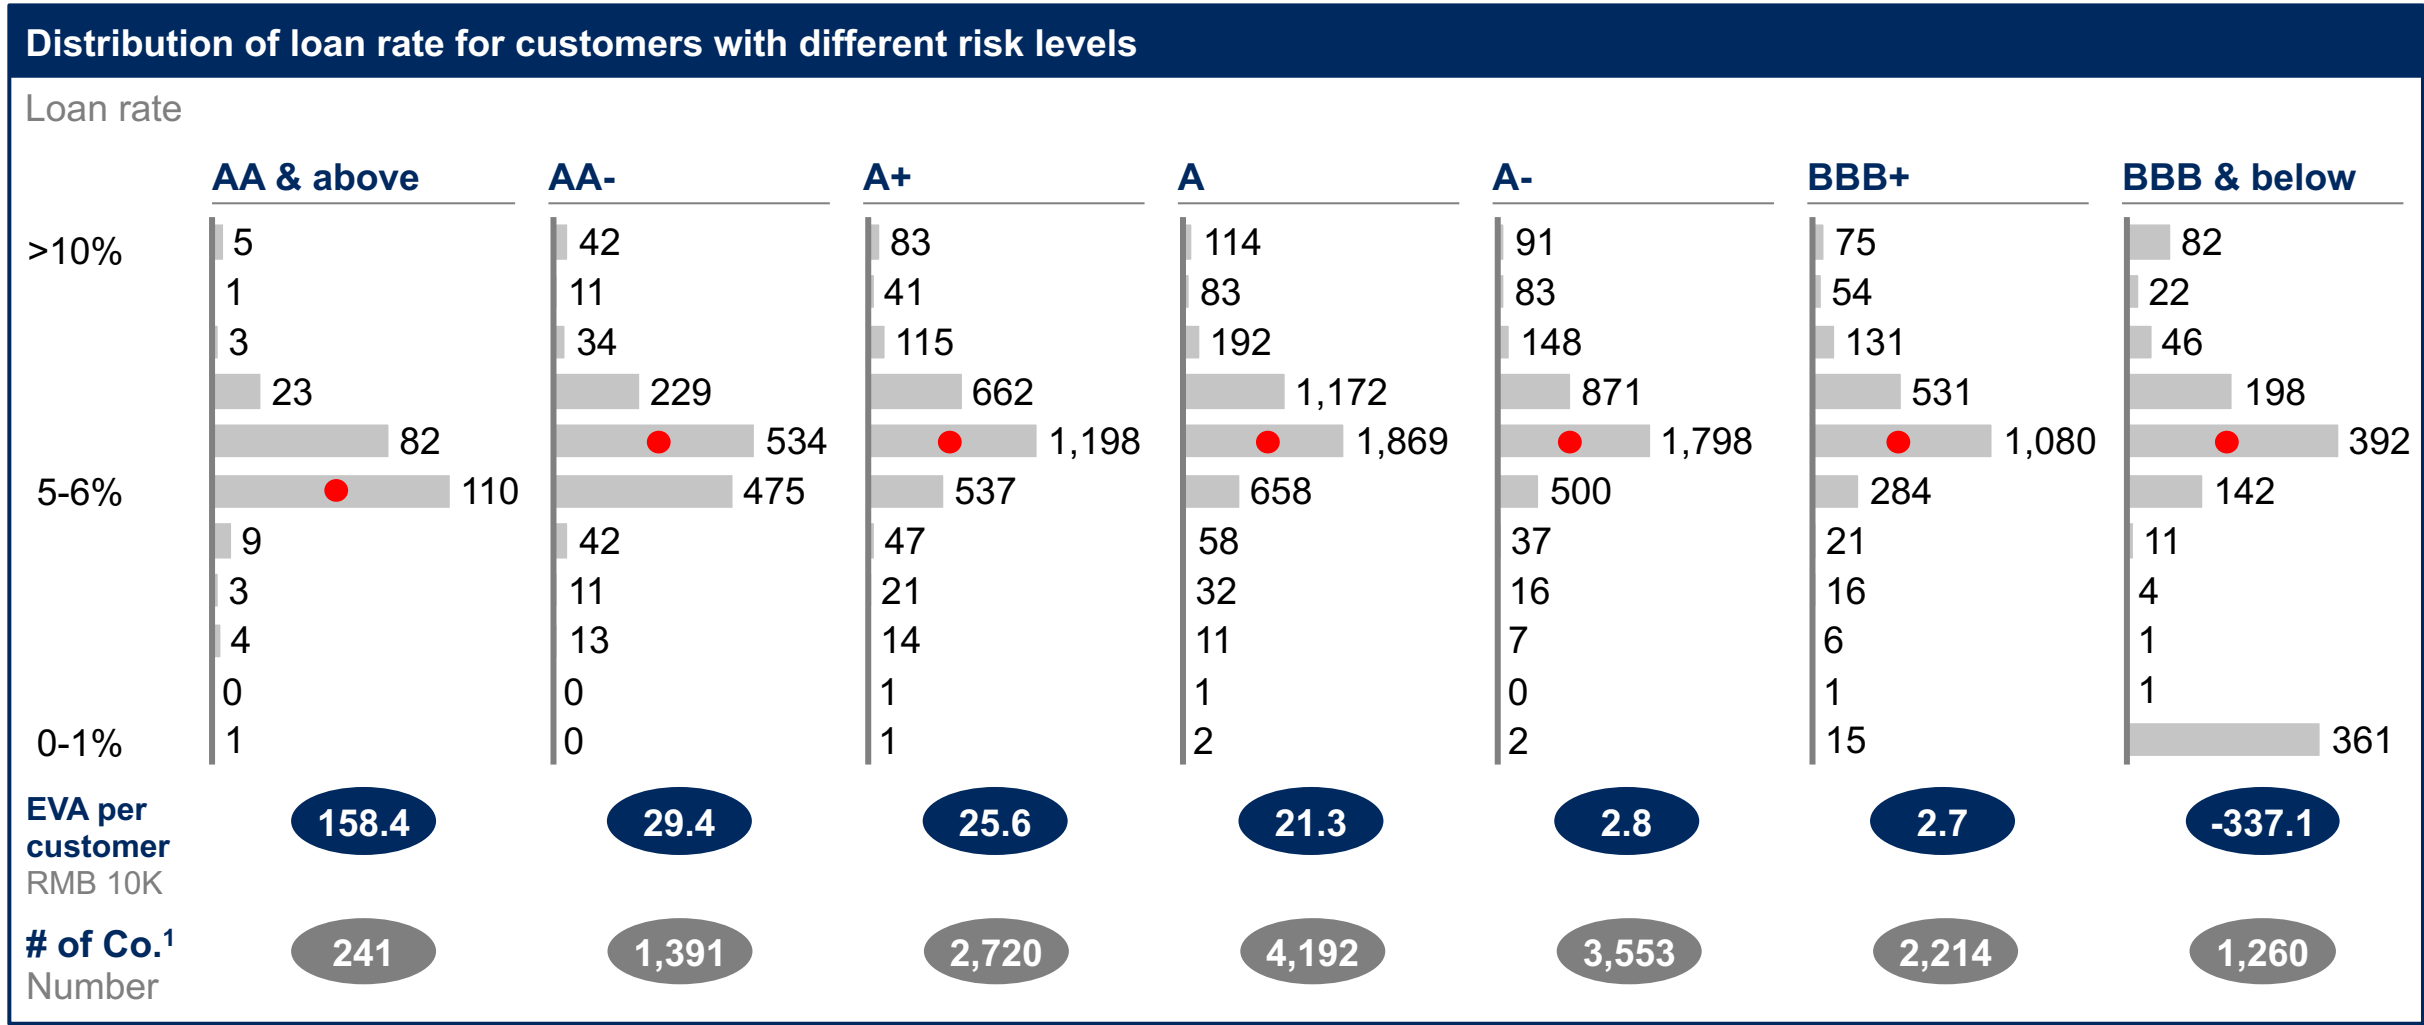 Distribution of loan rate for customers with different risk levels
Loan rate
AA & above AA- A+ A A- BBB+ BBB & below
>10% 5 42 83 114 91 75 82
1 11 41 83 83 54 22
3 34 115 192 148 131 46
23 229 662 1,172 871 531 198
82 534 1,198 1,869 1,798 1,080 392
5-6% 110 475 537 658 500 284 142
9 42 47 58 37 21 11
3 11 21 32 16 16 4
4 13 14 11 7 6 1
0 0 1 1 0 1 1
0-1% 1 0 1 2 2 15 361
EVA per
customer
RMB 10K
158.4 29.4 25.6 21.3 2.8 2.7 -337.1
# of Co.¹
Number
241 1,391 2,720 4,192 3,553 2,214 1,260